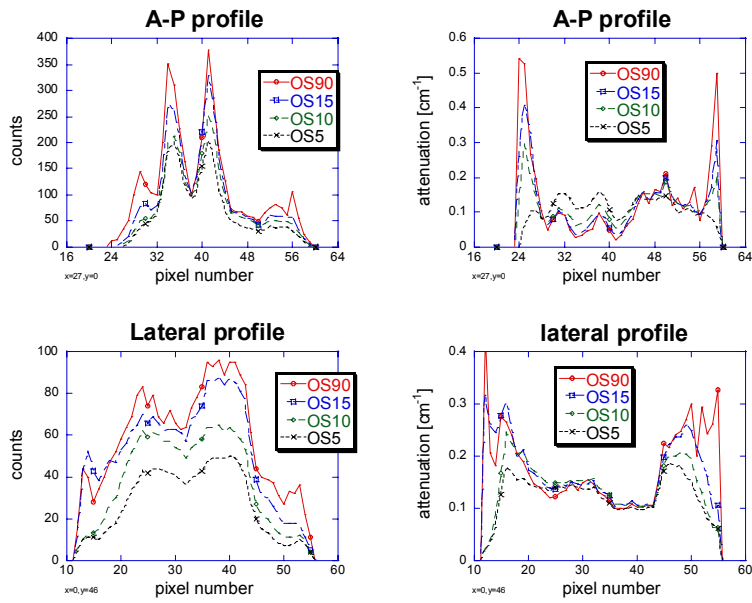 A-P profile
400
350
300
250
200
150
100
50
0
counts
OS90
OS15
OS10
OS5
16 24 32 40 48 56 64
pixel number
x=27,y=0
A-P profile
0.6
0.5
0.4
0.3
0.2
0.1
0
attenuation [cm⁻¹]
OS90
OS15
OS10
OS5
16 24 32 40 48 56 64
pixel number
x=27,y=0
Lateral profile
100
80
60
40
20
0
counts
OS90
OS15
OS10
OS5
10 20 30 40 50 60
pixel number
x=0,y=46
lateral profile
0.4
0.3
0.2
0.1
0
attenuation [cm⁻¹]
OS90
OS15
OS10
OS5
10 20 30 40 50 60
pixel number
x=0,y=46